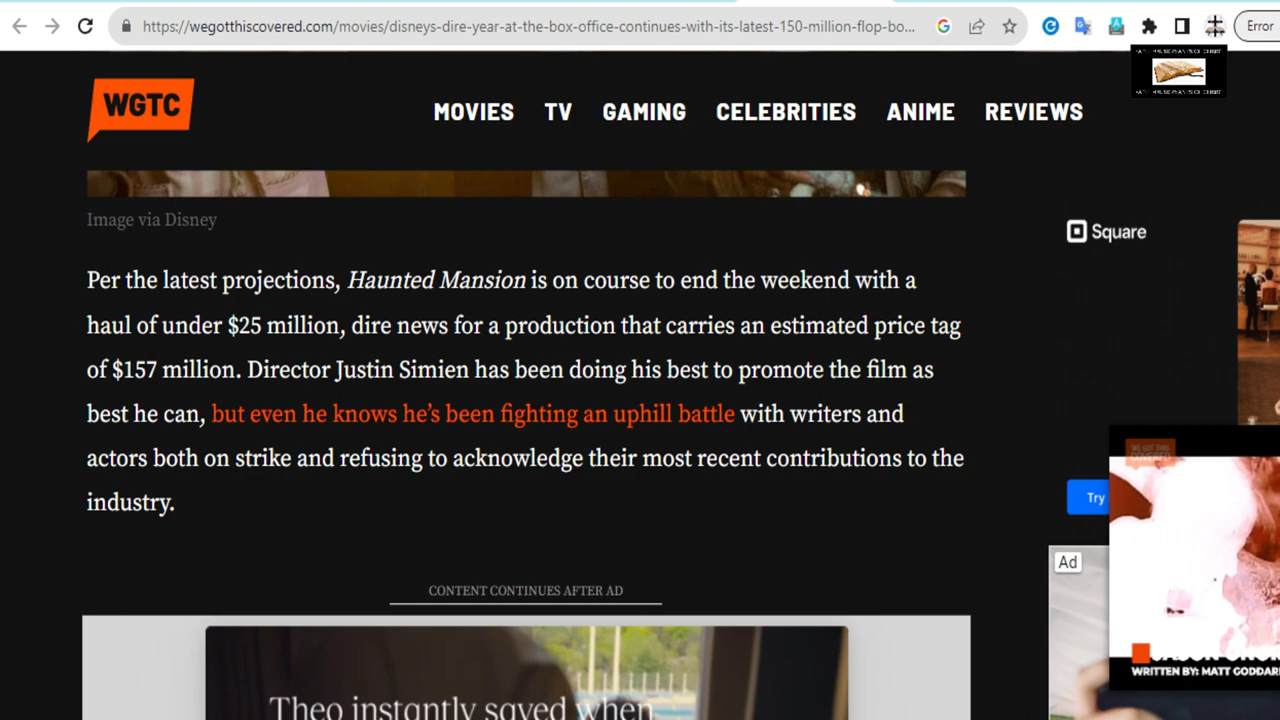 https://wegotthiscovered.com/movies/disneys-dire-year-at-the-box-office-continues-with-its-latest-150-million-flop-bo...
Error
WGTC
MOVIES TV GAMING CELEBRITIES ANIME REVIEWS
Image via Disney
Square
Per the latest projections, Haunted Mansion is on course to end the weekend with a
haul of under $25 million, dire news for a production that carries an estimated price tag
of $157 million. Director Justin Simien has been doing his best to promote the film as
best he can, but even he knows he's been fighting an uphill battle with writers and
actors both on strike and refusing to acknowledge their most recent contributions to the
industry.
Try
WE GOT THIS
COVERED
Ad
WRITTEN BY: MATT GODDARD
CONTENT CONTINUES AFTER AD
Theo instantly saved when